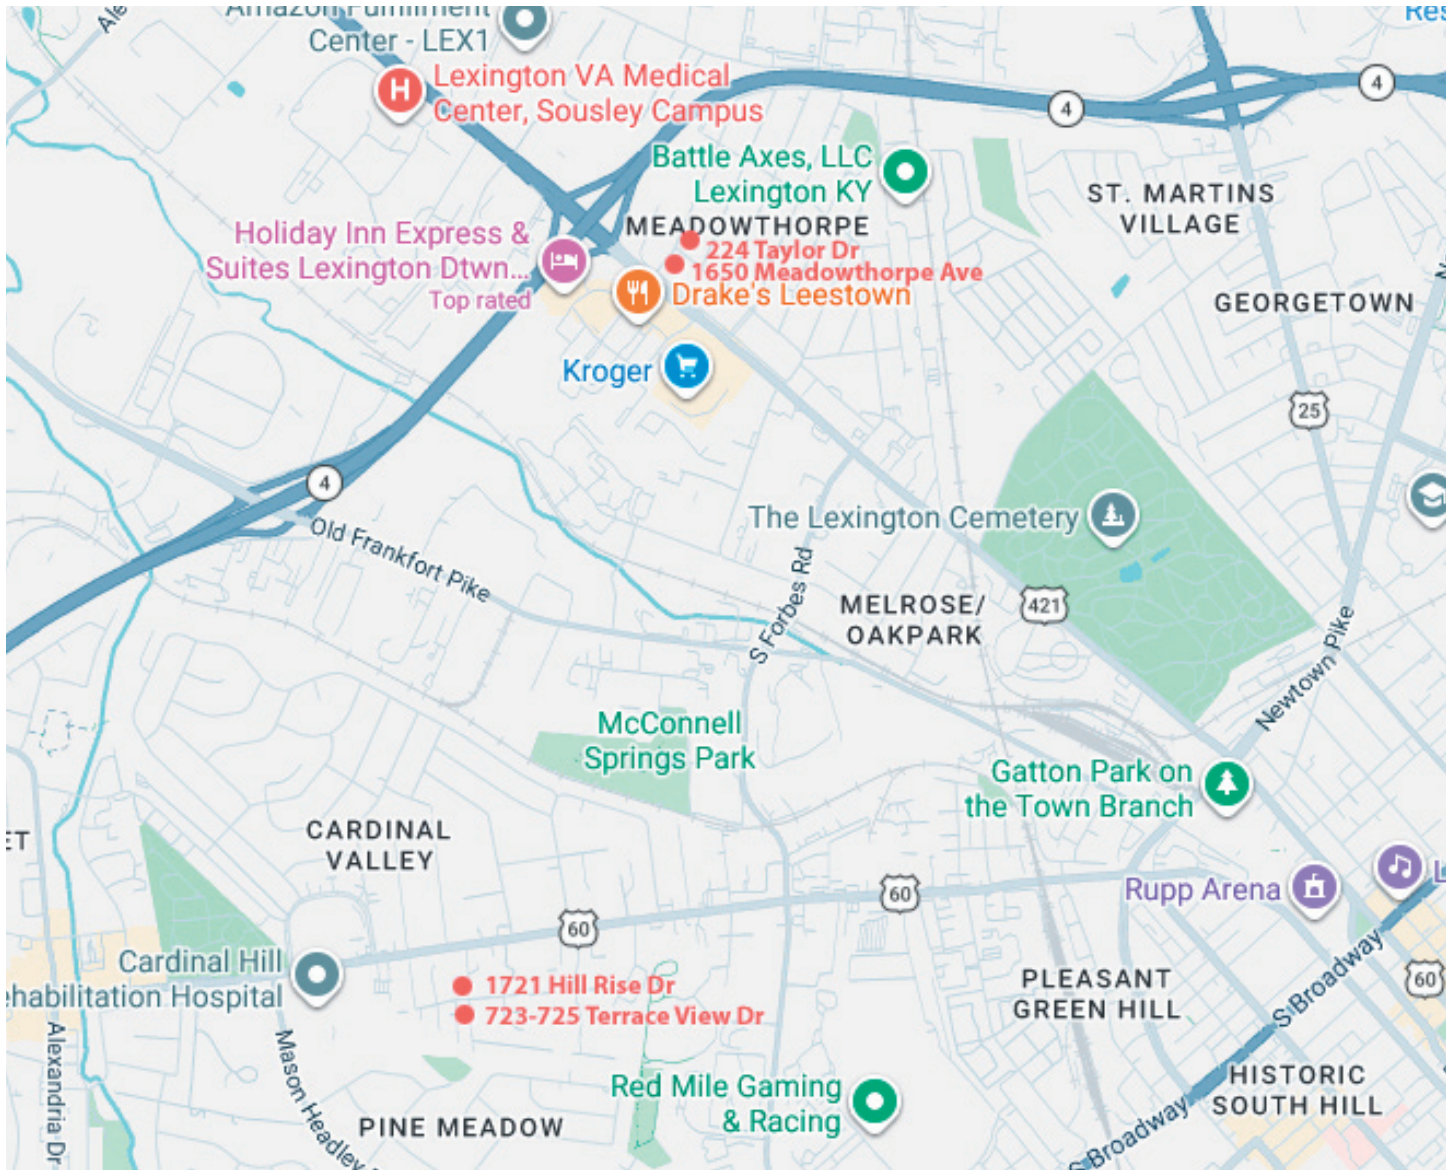 Amazon Fulfillment
Center - LEX1
Lexington VA Medical
Center, Sousley Campus
4
4
Battle Axes, LLC
Lexington KY
ST. MARTINS
VILLAGE
MEADOWTHORPE
Holiday Inn Express &
Suites Lexington Dtwn...
Top rated
224 Taylor Dr
1650 Meadowthorpe Ave
Drake's Leestown
GEORGETOWN
Kroger
25
4
The Lexington Cemetery
Old Frankfort Pike
S Forbes Rd
MELROSE/
OAKPARK
421
Newtown Pike
McConnell
Springs Park
Gatton Park on
the Town Branch
CARDINAL
VALLEY
ET
60
Rupp Arena
L
60
Cardinal Hill
ehabilitation Hospital
1721 Hill Rise Dr
723-725 Terrace View Dr
PLEASANT
GREEN HILL
S Broadway
60
Alexandria Dr
Mason Headley
Red Mile Gaming
& Racing
HISTORIC
SOUTH HILL
PINE MEADOW
S Broadway